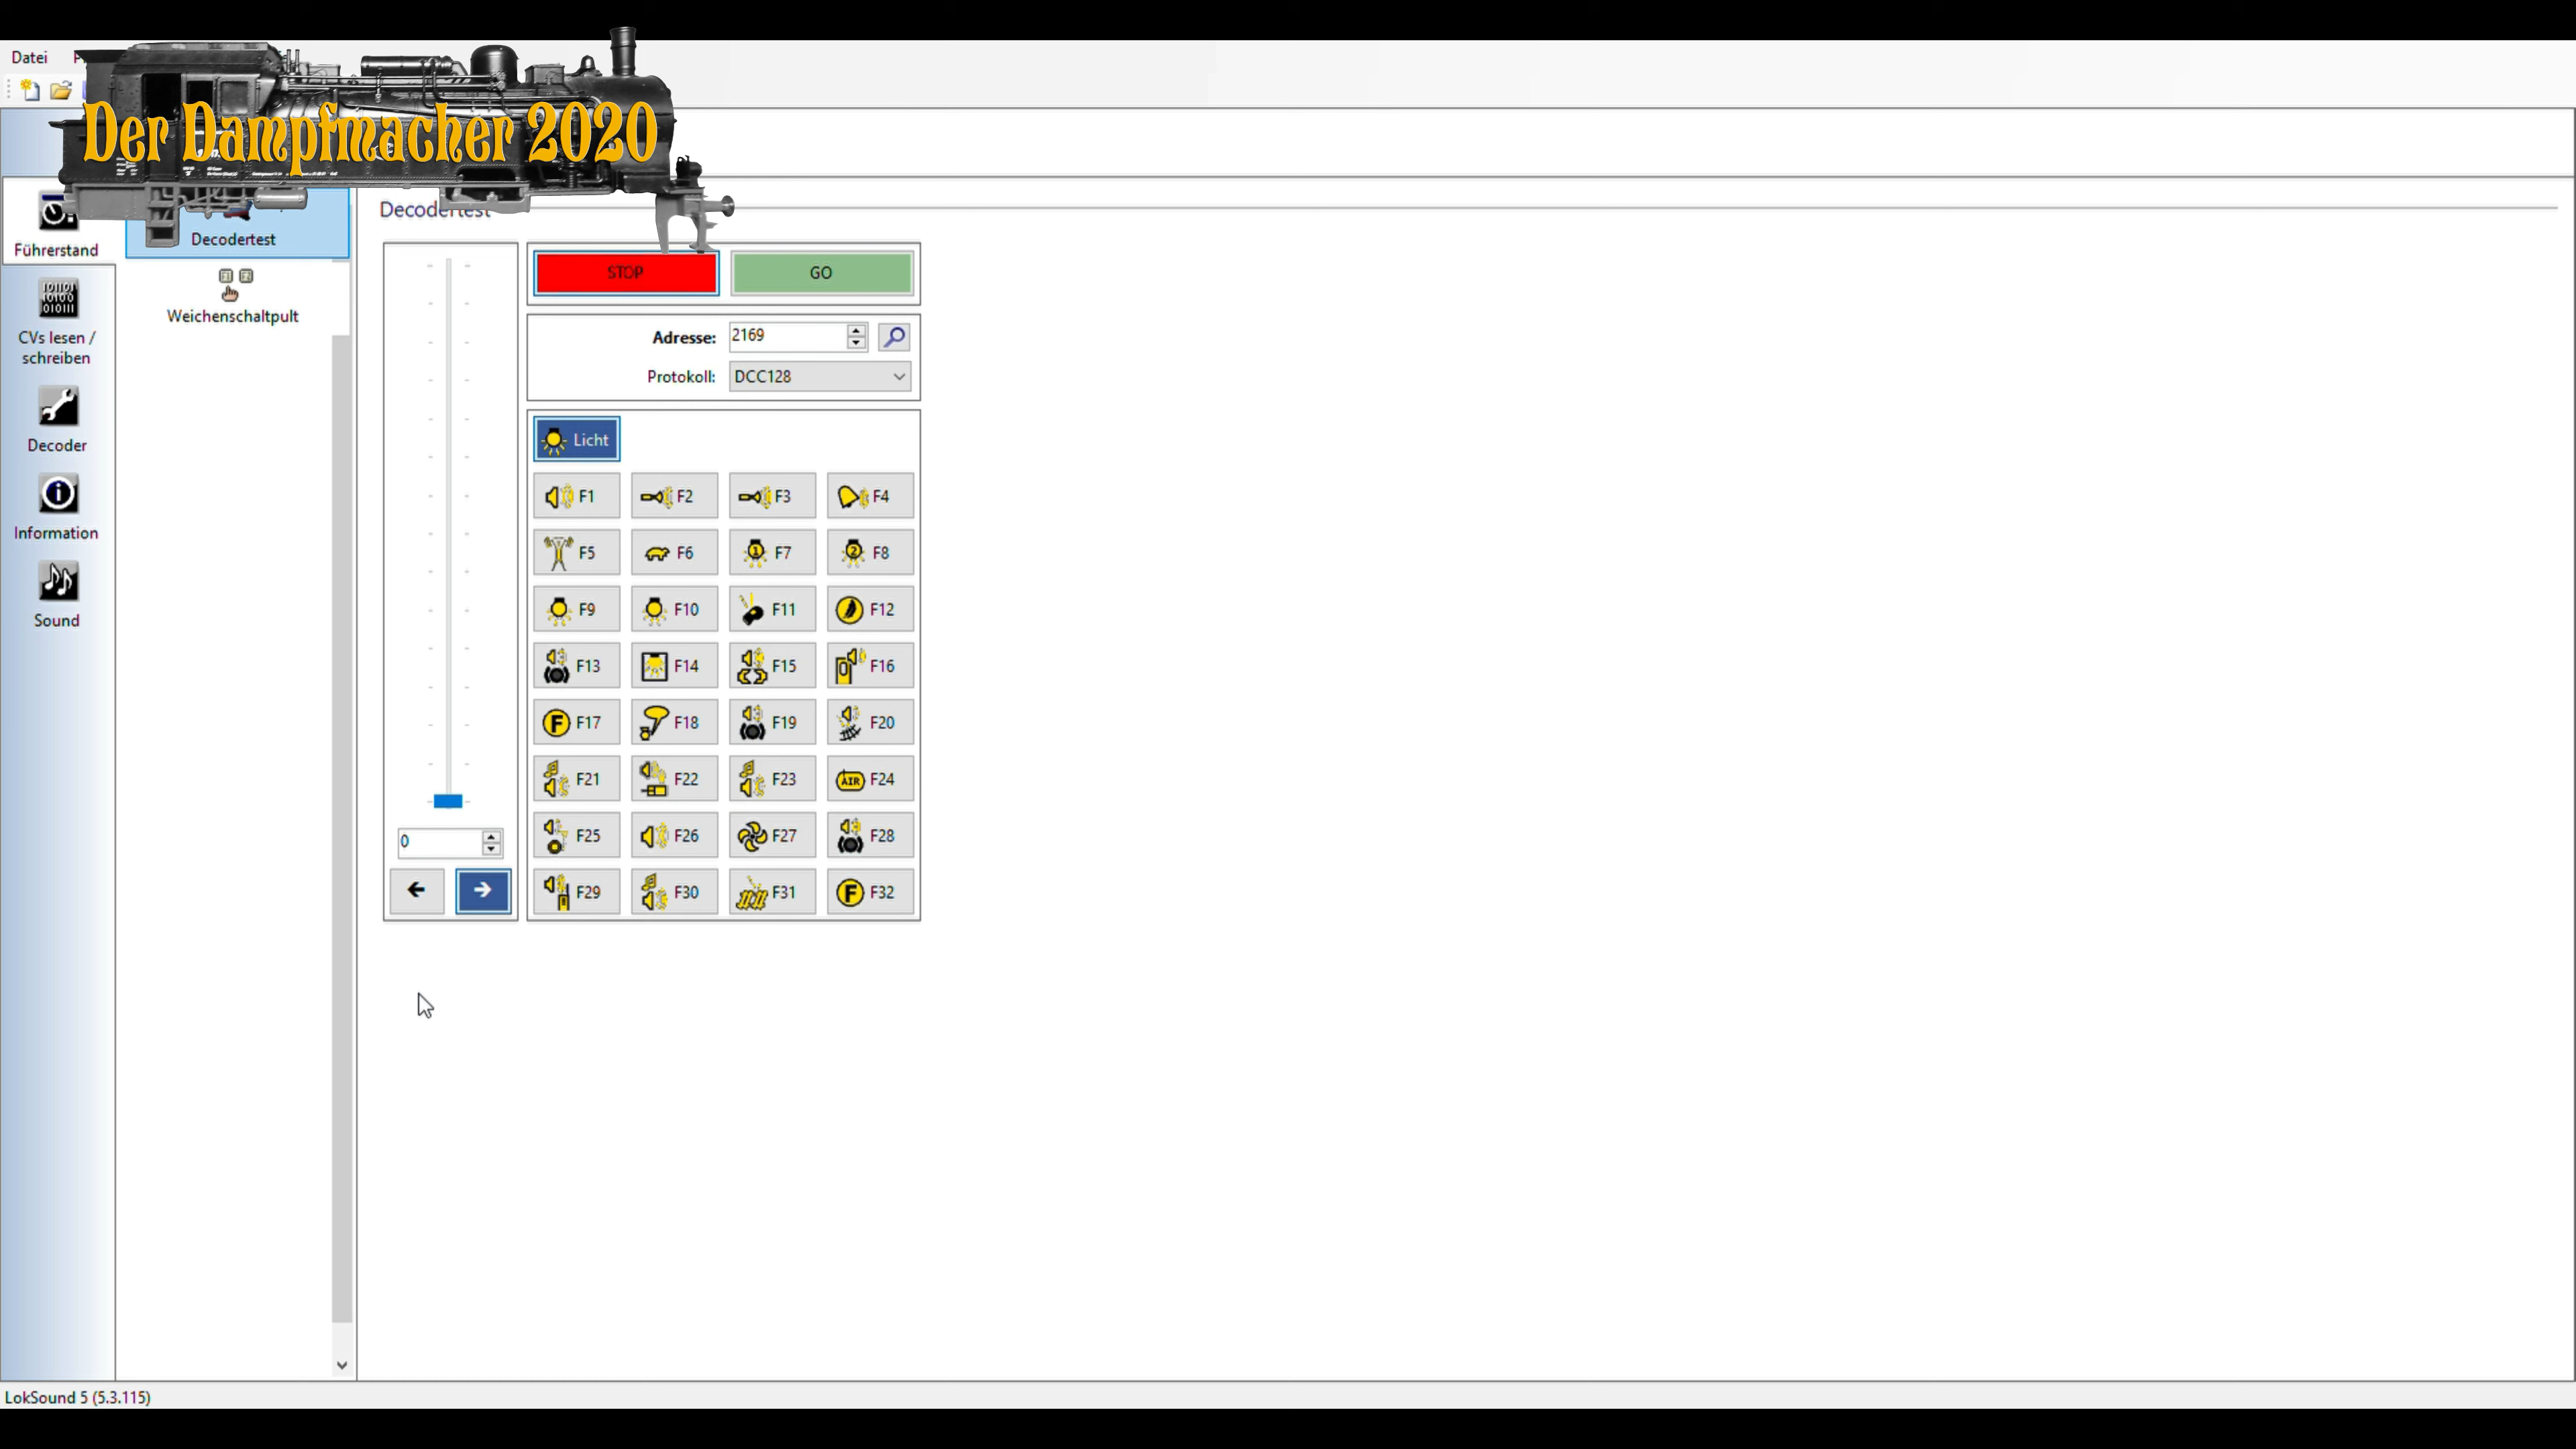 Datei
Der Dampfmacher 2020
Führerstand
Decodertest
Weichenschaltpult
CVs lesen /
schreiben
Decoder
Information
Sound
Decodertest
STOP GO
Adresse: 2169
Protokoll: DCC128
Licht
F1 F2 F3 F4
F5 F6 F7 F8
F9 F10 F11 F12
F13 F14 F15 F16
F17 F18 F19 F20
F21 F22 F23 F24
F25 F26 F27 F28
F29 F30 F31 F32
0
LokSound 5 (5.3.115)